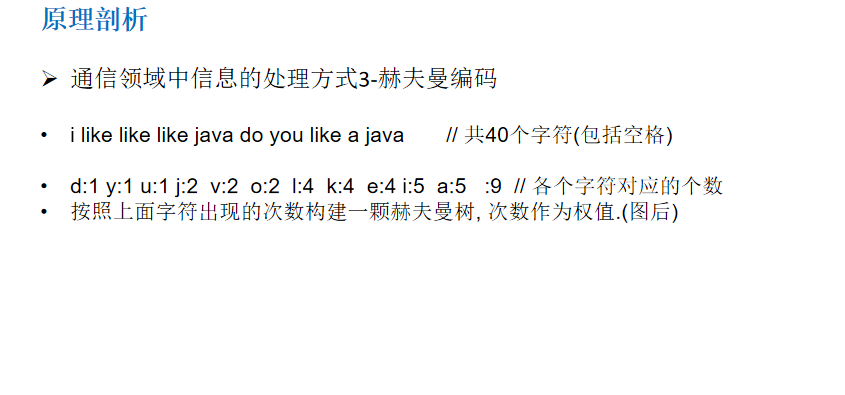 原理剖析
➢ 通信领域中信息的处理方式3-赫夫曼编码
• i like like like java do you like a java // 共40个字符(包括空格)
• d:1 y:1 u:1 j:2 v:2 o:2 l:4 k:4 e:4 i:5 a:5 :9 // 各个字符对应的个数
• 按照上面字符出现的次数构建一颗赫夫曼树, 次数作为权值.(图后)